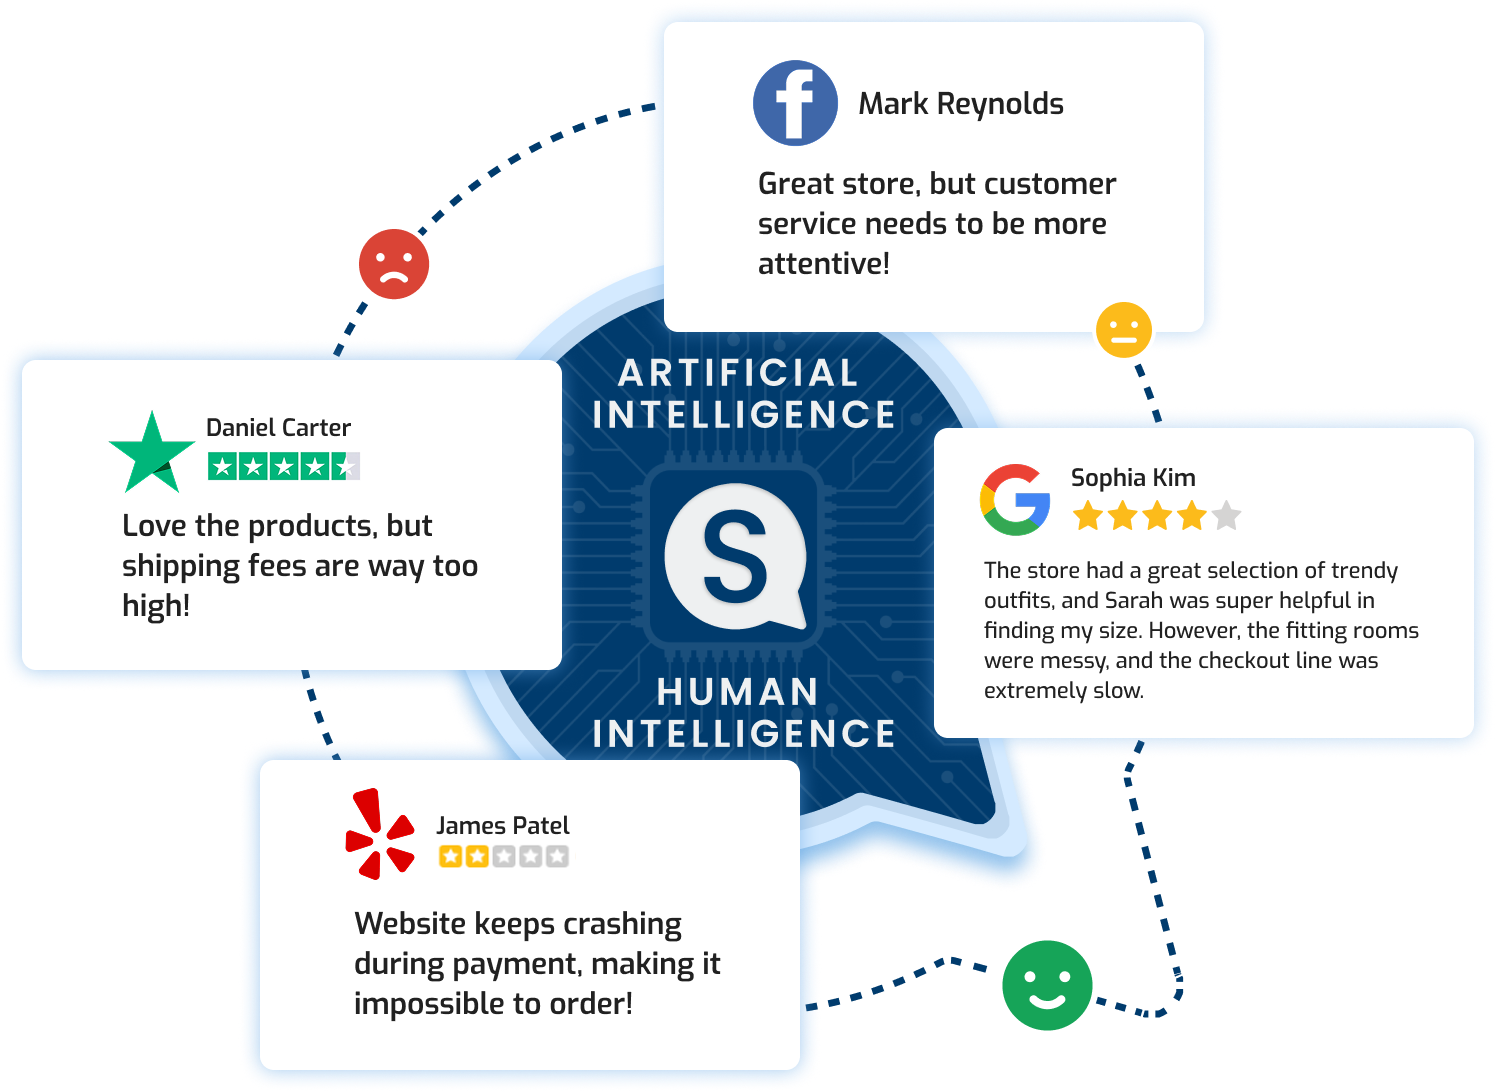 Mark Reynolds
Great store, but customer
service needs to be more
attentive!
ARTIFICIAL
INTELLIGENCE
S
HUMAN
INTELLIGENCE
Daniel Carter
Love the products, but
shipping fees are way too
high!
Sophia Kim
The store had a great selection of trendy
outfits, and Sarah was super helpful in
finding my size. However, the fitting rooms
were messy, and the checkout line was
extremely slow.
James Patel
Website keeps crashing
during payment, making it
impossible to order!